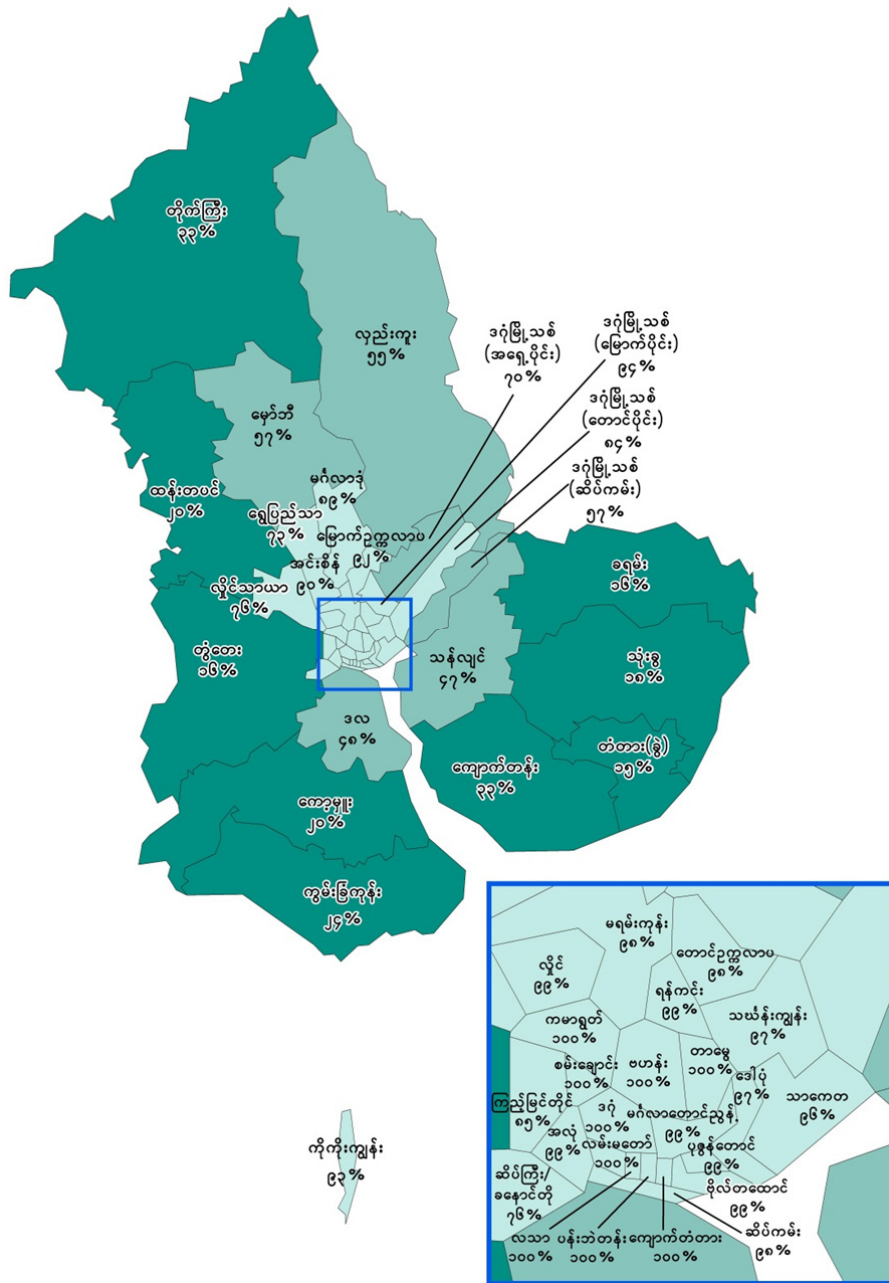 တိုက်ကြီး
၃၃%
လှည်းကူး
၅၅%
ဒဂုံမြို့သစ်
(အရှေ့ပိုင်း)
၇၀%
ဒဂုံမြို့သစ်
(မြောက်ပိုင်း)
၉၄%
ဒဂုံမြို့သစ်
(တောင်ပိုင်း)
၈၄%
ဒဂုံမြို့သစ်
(ဆိပ်ကမ်း)
၅၇%
မှော်ဘီ
၅၇%
မင်္ဂလာဒုံ
၈၉%
ထန်းတပင်
၂၀%
ရွှေပြည်သာ
၇၃%
မြောက်ဥက္ကလာပ
၉၂%
အင်းစိန်
၉၀%
လှိုင်သာယာ
၇၆%
ခရမ်း
၁၆%
တွံတေး
၁၆%
သန်လျင်
၄၇%
သုံးခွ
၁၈%
ဒလ
၄၈%
တံတား(ခွဲ)
၁၅%
ကျောက်တန်း
၃၃%
ကော့မှူး
၂၀%
ကွမ်းခြံကုန်း
၂၄%
ကိုကိုးကျွန်း
၉၃%
မရမ်းကုန်း
၉၈%
တောင်ဥက္ကလာပ
၉၈%
လှိုင်
၉၉%
ရန်ကင်း
၉၉%
သင်္ဃန်းကျွန်း
၉၇%
ကမာရွတ်
၁၀၀%
စမ်းချောင်း
၁၀၀%
ဗဟန်း
၁၀၀%
တာမွေ
၁၀၀%
ဒေါပုံ
၉၇%
သာကေတ
၉၆%
ကြည့်မြင်တိုင်
၈၅%
ဒဂုံ
၁၀၀%
မင်္ဂလာတောင်ညွန့်
၉၉%
အလုံ
၉၉%
လမ်းမတော်
၁၀၀%
ပုဇွန်တောင်
၉၉%
ဆိပ်ကြီး/
ခနောင်တို
၇၆%
ဗိုလ်တထောင်
၉၉%
ဆိပ်ကမ်း
၉၈%
လသာ
၁၀၀%
ပန်းဘဲတန်း
၁၀၀%
ကျောက်တံတား
၁၀၀%